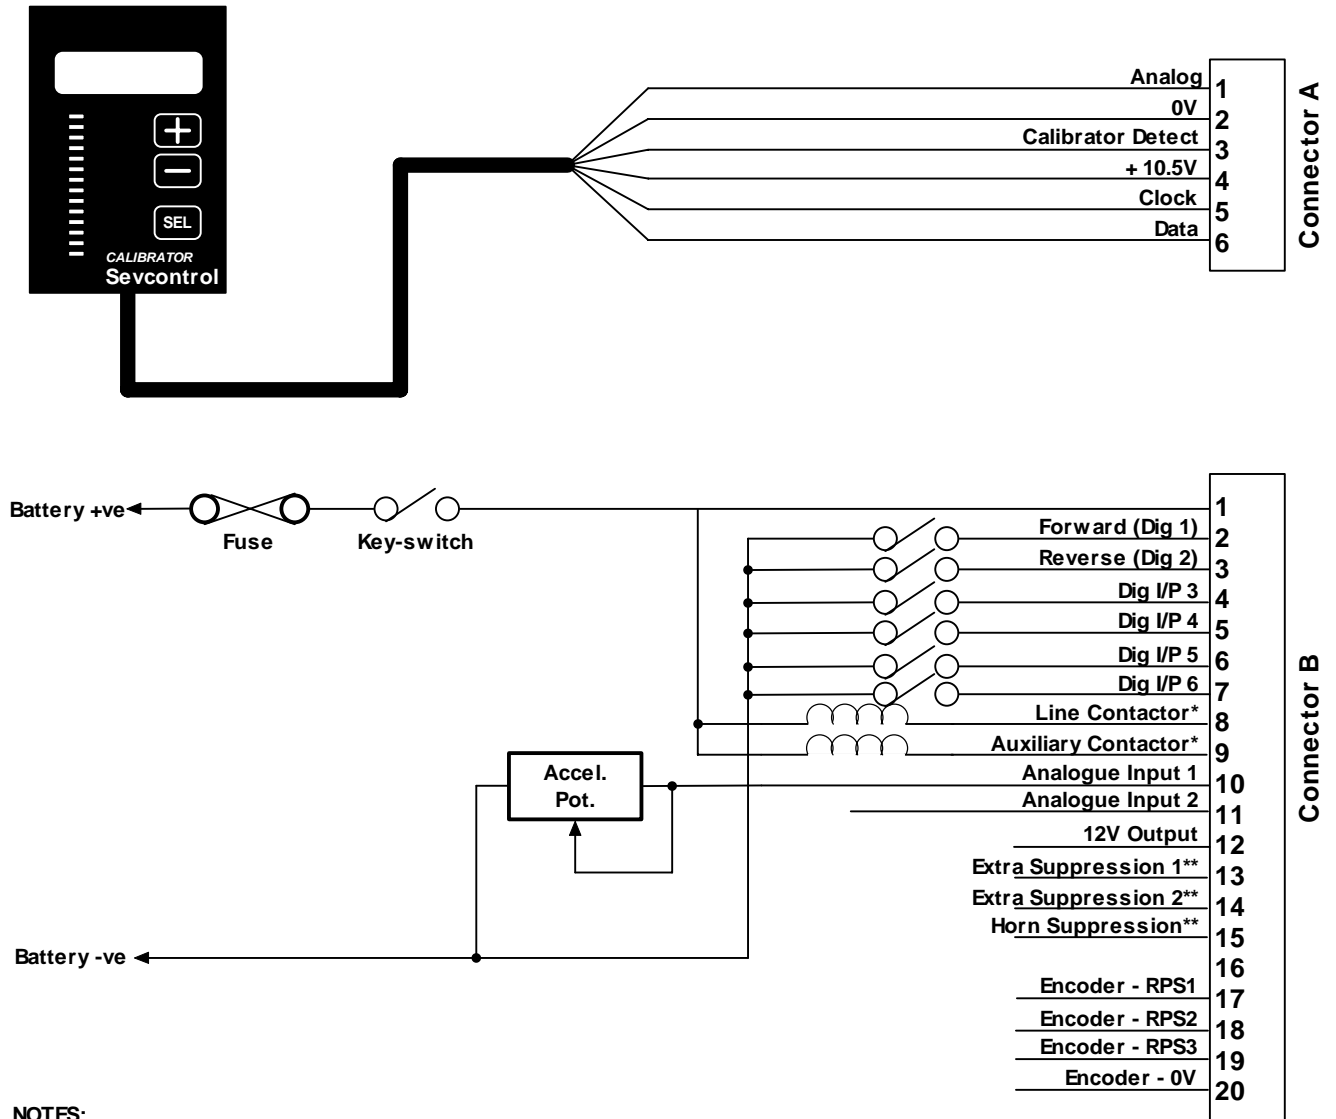 SEL
CALIBRATOR
Sevcontrol
Analog 1
0V 2
Calibrator Detect 3
+ 10.5V 4
Clock 5
Data 6
Connector A
Battery +ve
Fuse
Key-switch
1
Forward (Dig 1) 2
Reverse (Dig 2) 3
Dig I/P 3 4
Dig I/P 4 5
Dig I/P 5 6
Dig I/P 6 7
Line Contactor* 8
Auxiliary Contactor* 9
Analogue Input 1 10
Analogue Input 2 11
12V Output 12
Extra Suppression 1** 13
Extra Suppression 2** 14
Horn Suppression** 15
16
Encoder - RPS1 17
Encoder - RPS2 18
Encoder - RPS3 19
Encoder - 0V 20
Connector B
Accel.
Pot.
Battery -ve
NOTES: